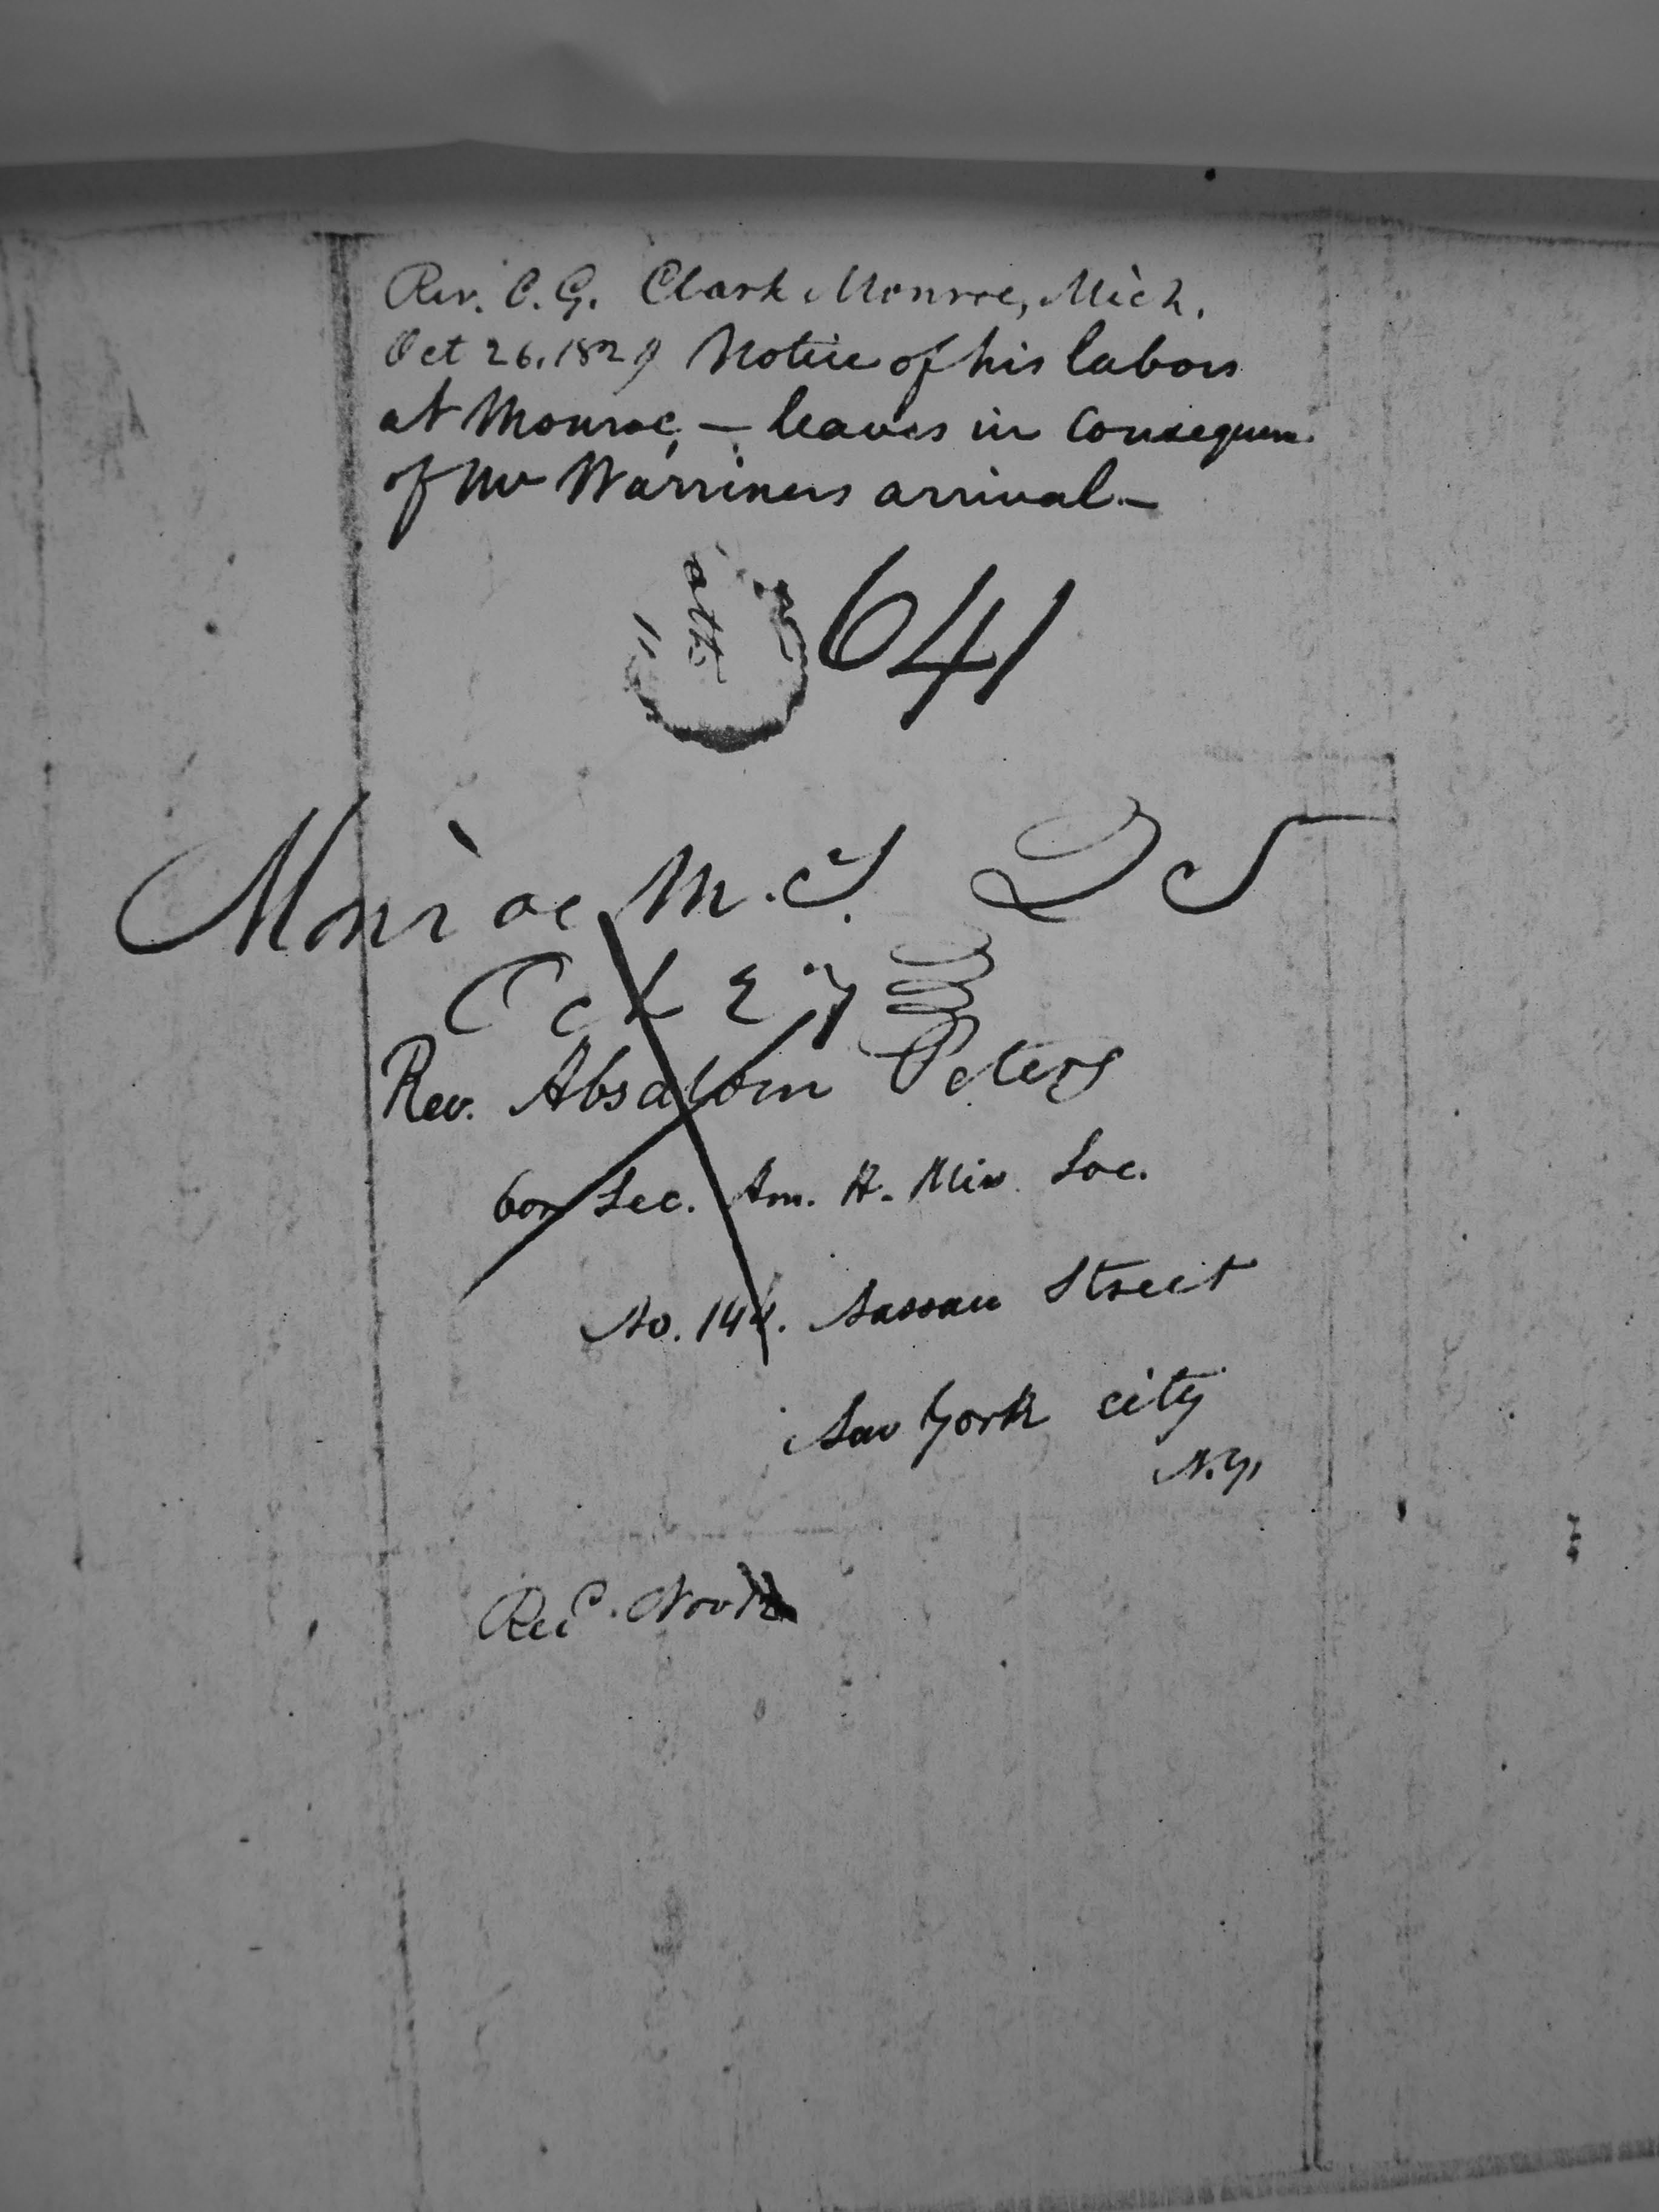 Rev. C. G. Clark Monroe, Mich.
Oct 26. 1829 Notice of his labors
at Monroe, — leaves in consequen
of Mr Warriners arrival —
641
Monroe M. T. 25
Oct 27
Rev. Absalom Peters
Cor Sec. Am. H. Miss. Soc.
No. 144. Nassau Street
New York city
N.Y.
Recd. Nov